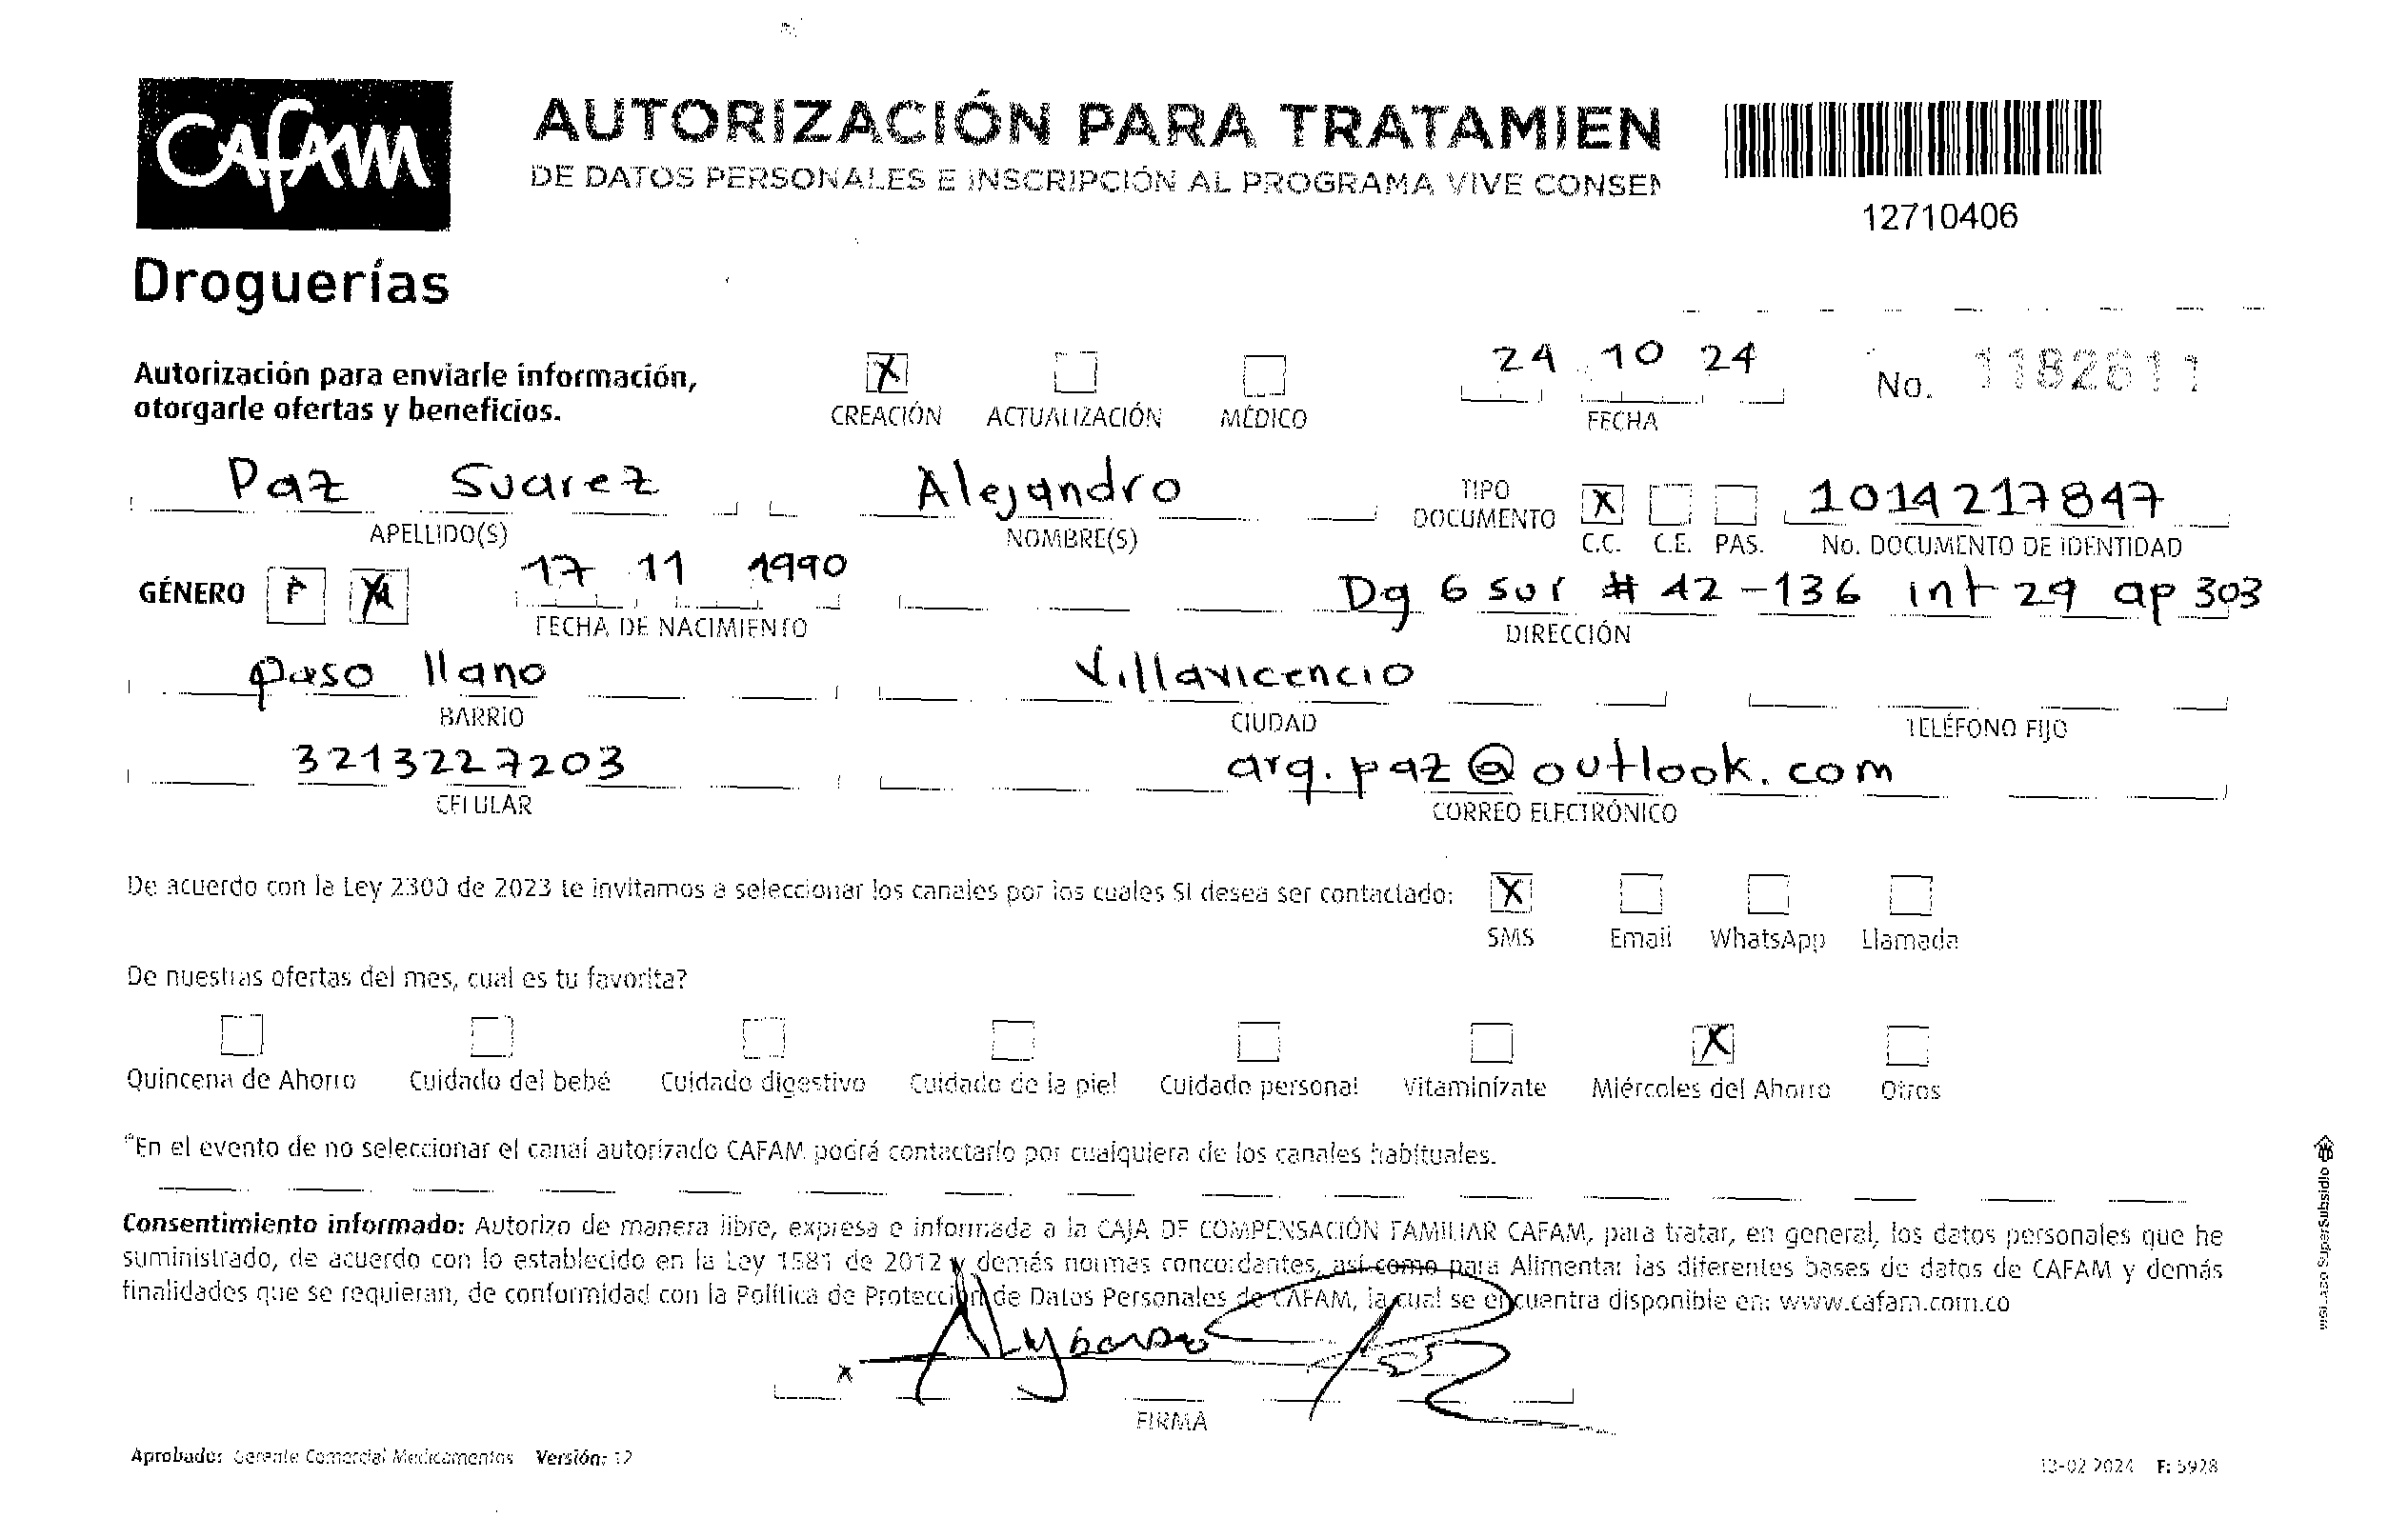 CAFAM
AUTORIZACIÓN PARA TRATAMIEN
DE DATOS PERSONALES E INSCRIPCIÓN AL PROGRAMA VIVE CONSEN
12710406
Droguerías
Autorización para enviarle información,
otorgarle ofertas y beneficios.
X CREACIÓN ACTUALIZACIÓN MÉDICO
24 10 24
FECHA
No. 1182611
Paz Suarez
APELLIDO(S)
Alejandro
NOMBRE(S)
TIPO
DOCUMENTO
X
C.C. C.E. PAS.
1014217847
No. DOCUMENTO DE IDENTIDAD
GÉNERO F M
17 11 1990
FECHA DE NACIMIENTO
Dg 6 sur # 42-136 int 29 ap 303
DIRECCIÓN
paso llano
BARRIO
Villavicencio
CIUDAD
TELÉFONO FIJO
3213227203
CELULAR
arq.paz@outlook.com
CORREO ELECTRÓNICO
De acuerdo con la Ley 2300 de 2023 te invitamos a seleccionar los canales por los cuales SI desea ser contactado:
X
SMS Email WhatsApp Llamada
De nuestras ofertas del mes, cual es tu favorita?
X
Quincena de Ahorro Cuidado del bebé Cuidado digestivo Cuidado de la piel Cuidado personal Vitaminízate Miércoles del Ahorro Otros
*En el evento de no seleccionar el canal autorizado CAFAM podrá contactarlo por cualquiera de los canales habituales.
Consentimiento informado: Autorizo de manera libre, expresa e informada a la CAJA DE COMPENSACIÓN FAMILIAR CAFAM, para tratar, en general, los datos personales que he
suministrado, de acuerdo con lo establecido en la Ley 1581 de 2012 y demás normas concordantes, así como para Alimentar las diferentes bases de datos de CAFAM y demás
finalidades que se requieran, de conformidad con la Política de Protección de Datos Personales de CAFAM, la cual se encuentra disponible en: www.cafam.com.co
x Alejandro Paz
FIRMA
Aprobado: Gerente Comercial Medicamentos Versión: 12
13-02 2024 F: 5928
SuperSubsidio